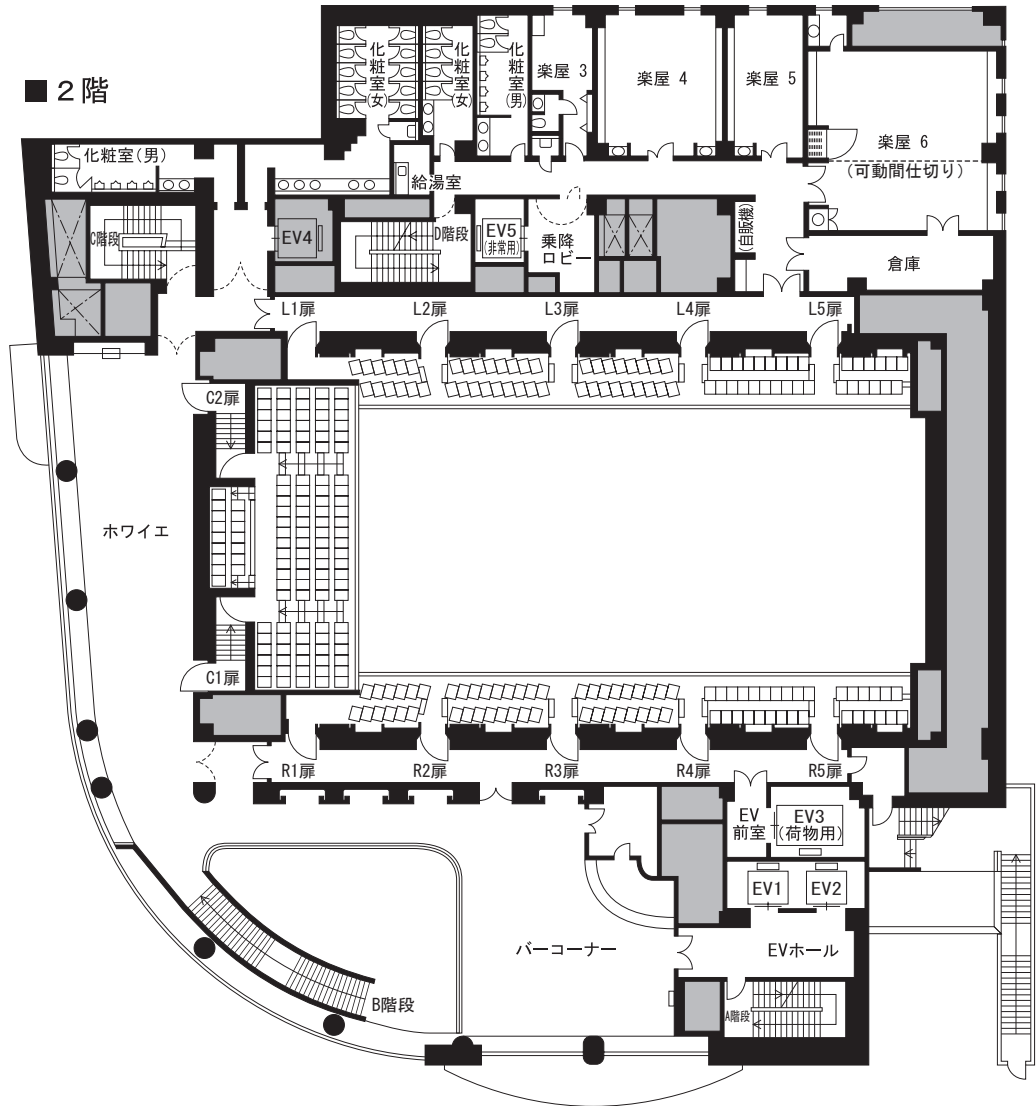 ■2階
化粧室(女)
化粧室(女)
化粧室(男)
楽屋 3
楽屋 4
楽屋 5
楽屋 6
(可動間仕切り)
化粧室(男)
給湯室
C階段
EV4
D階段
EV5
(非常用)
乗降
ロビー
(自販機)
倉庫
L1扉
L2扉
L3扉
L4扉
L5扉
C2扉
ホワイエ
C1扉
R1扉
R2扉
R3扉
R4扉
R5扉
EV
前室
EV3
(荷物用)
EV1
EV2
バーコーナー
EVホール
B階段
A階段